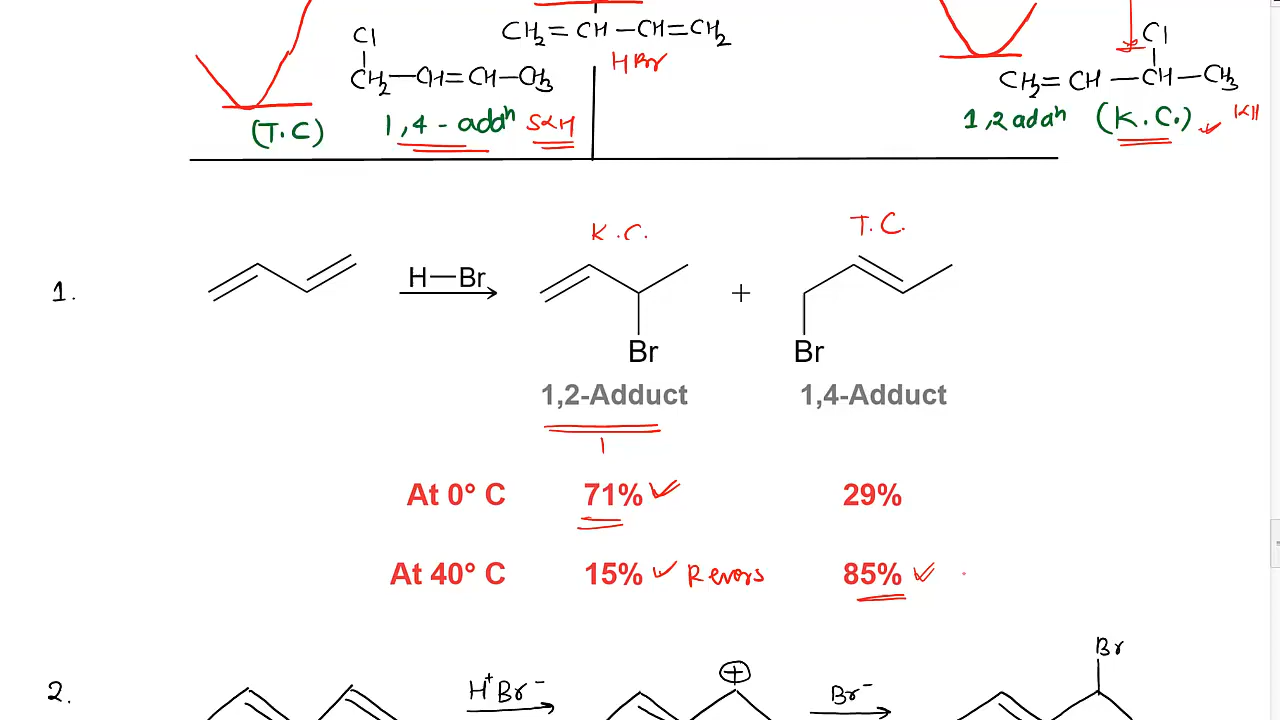 CH₂=CH–CH=CH₂
HBr
Cl
CH₂–CH=CH–CH₃
(T.C) 1,4-addⁿ 5αH
Cl
CH₂=CH–CH–CH₃
1,2 addⁿ (K.C.)
K.C. T.C.
1. H—Br +
Br Br
1,2-Adduct 1,4-Adduct
At 0° C 71% 29%
At 40° C 15% Revers 85%
2. H⁺Br⁻ + Br⁻ Br